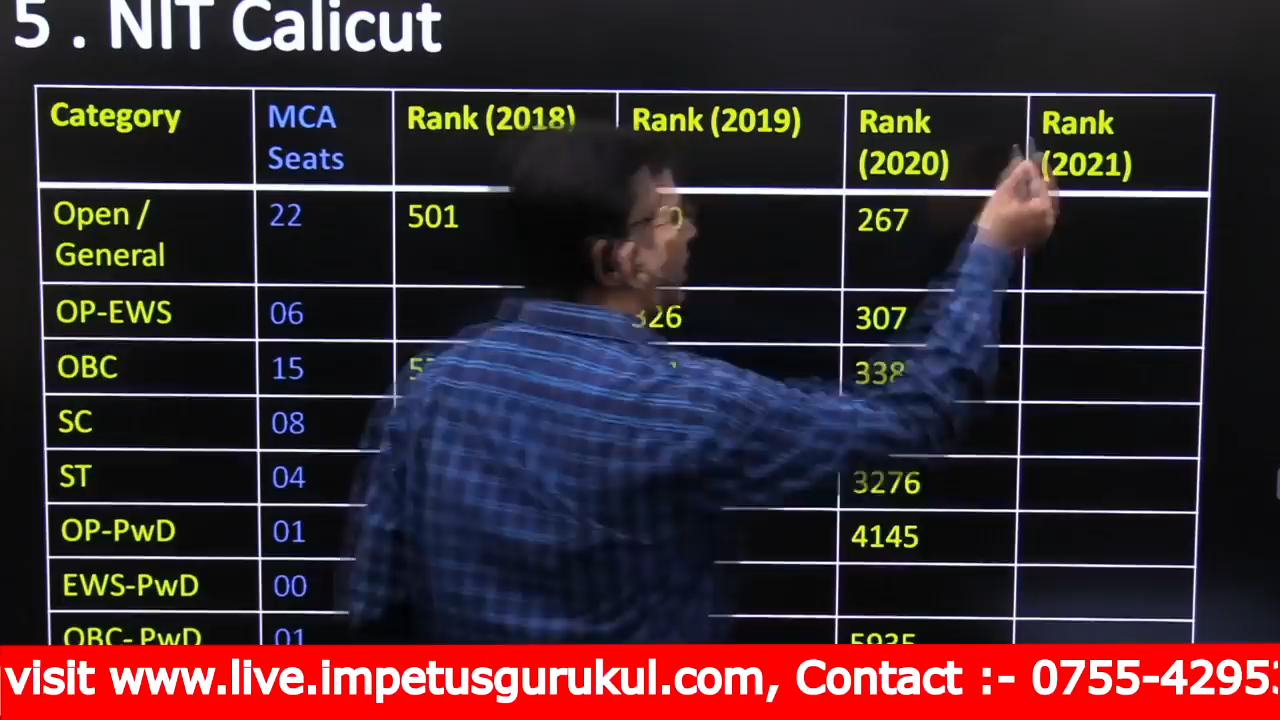 5 . NIT Calicut
Category MCA Seats Rank (2018) Rank (2019) Rank (2020) Rank (2021)
Open / General 22 501 267
OP-EWS 06 326 307
OBC 15 338
SC 08
ST 04 3276
OP-PwD 01 4145
EWS-PwD 00
OBC- PwD 01 5935
visit www.live.impetusgurukul.com, Contact :- 0755-4295